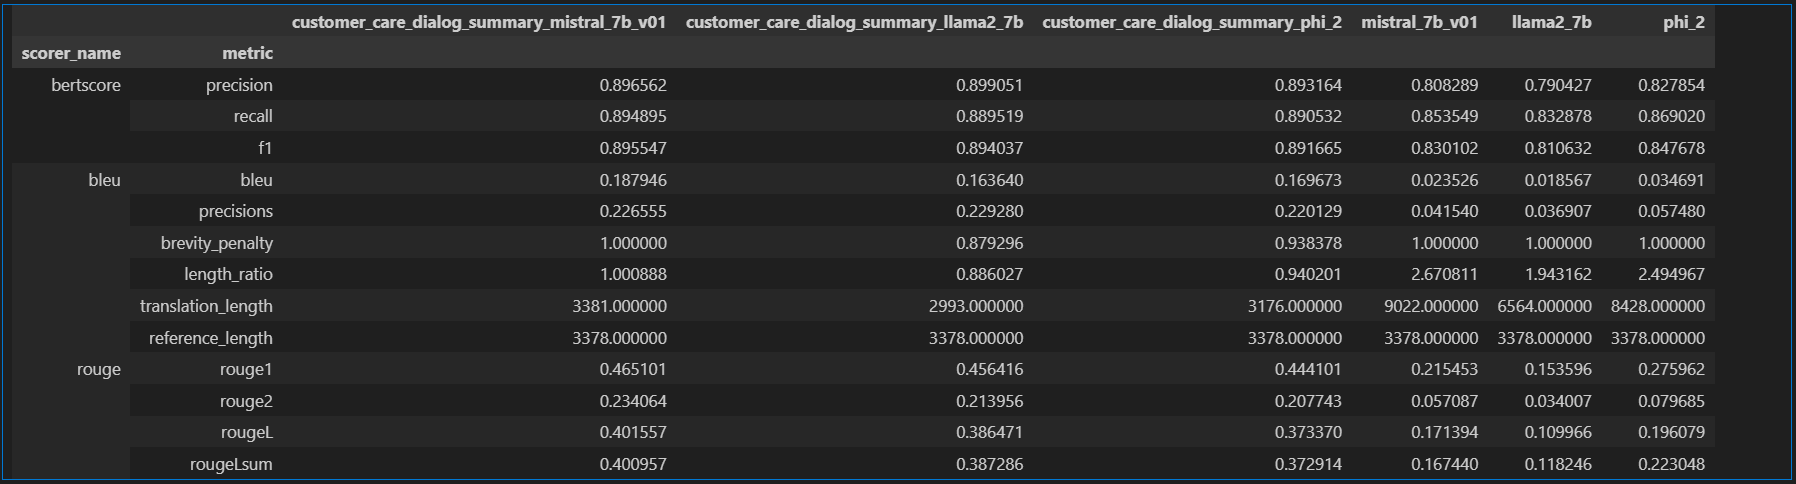 customer_care_dialog_summary_mistral_7b_v01 customer_care_dialog_summary_llama2_7b customer_care_dialog_summary_phi_2 mistral_7b_v01 llama2_7b phi_2
scorer_name metric
bertscore precision 0.896562 0.899051 0.893164 0.808289 0.790427 0.827854
recall 0.894895 0.889519 0.890532 0.853549 0.832878 0.869020
f1 0.895547 0.894037 0.891665 0.830102 0.810632 0.847678
bleu bleu 0.187946 0.163640 0.169673 0.023526 0.018567 0.034691
precisions 0.226555 0.229280 0.220129 0.041540 0.036907 0.057480
brevity_penalty 1.000000 0.879296 0.938378 1.000000 1.000000 1.000000
length_ratio 1.000888 0.886027 0.940201 2.670811 1.943162 2.494967
translation_length 3381.000000 2993.000000 3176.000000 9022.000000 6564.000000 8428.000000
reference_length 3378.000000 3378.000000 3378.000000 3378.000000 3378.000000 3378.000000
rouge rouge1 0.465101 0.456416 0.444101 0.215453 0.153596 0.275962
rouge2 0.234064 0.213956 0.207743 0.057087 0.034007 0.079685
rougeL 0.401557 0.386471 0.373370 0.171394 0.109966 0.196079
rougeLsum 0.400957 0.387286 0.372914 0.167440 0.118246 0.223048